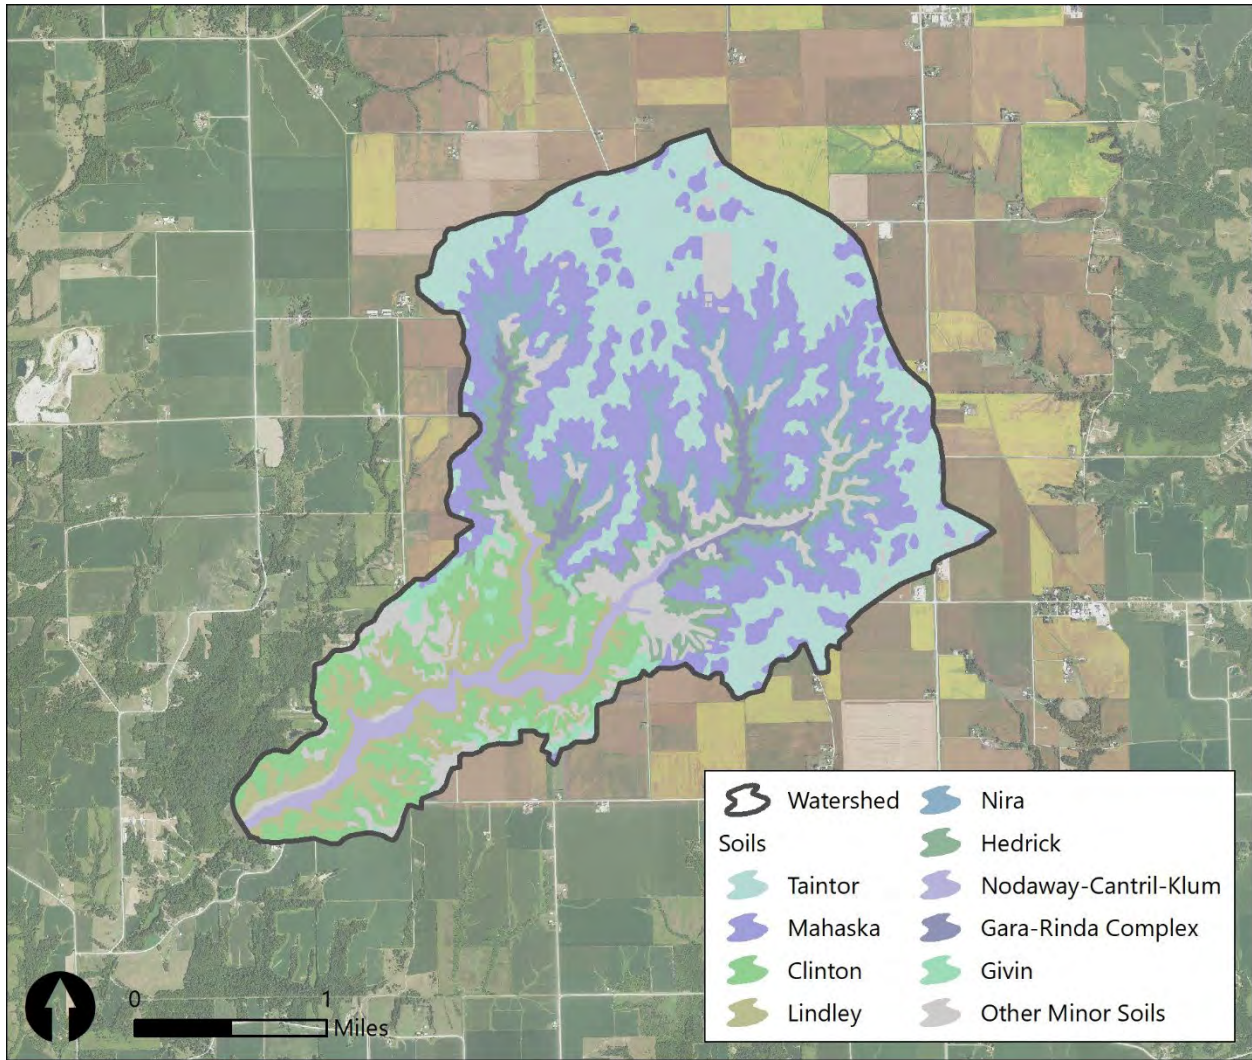 Watershed
Soils
Taintor
Mahaska
Clinton
Lindley
Nira
Hedrick
Nodaway-Cantril-Klum
Gara-Rinda Complex
Givin
Other Minor Soils
0 1
Miles